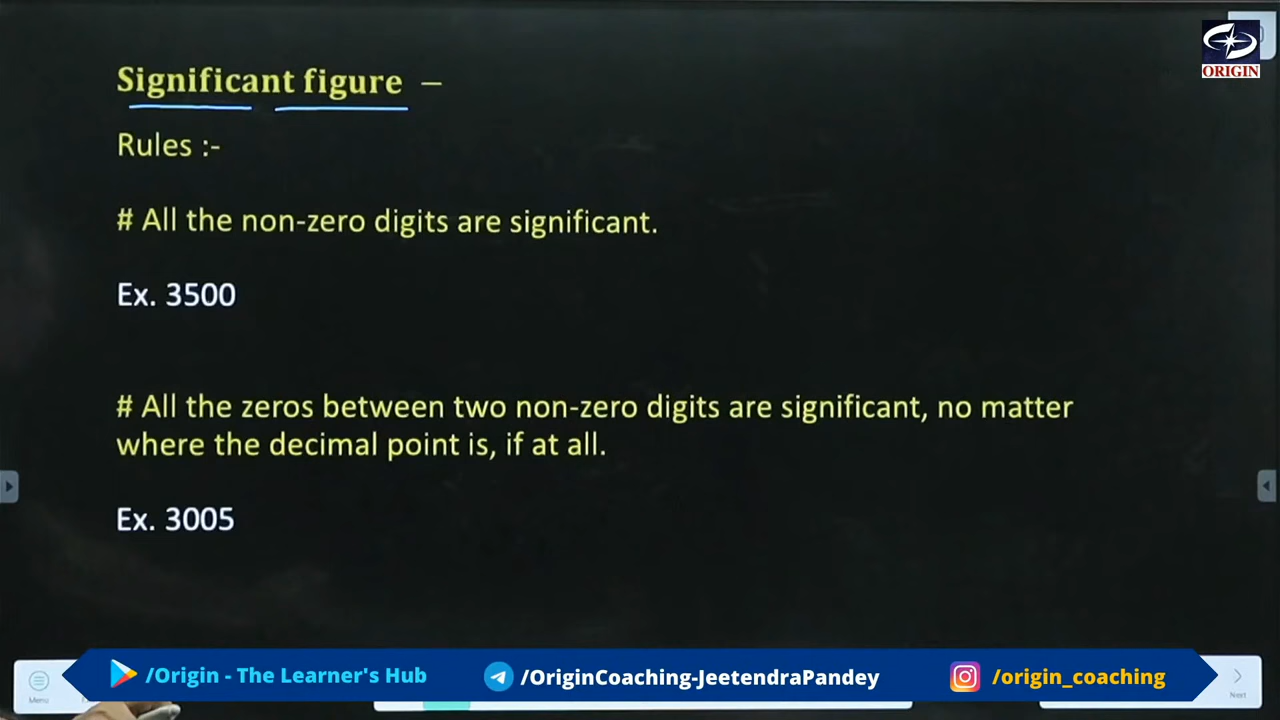 ORIGIN
Significant figure –
Rules :-
# All the non-zero digits are significant.
Ex. 3500
# All the zeros between two non-zero digits are significant, no matter
where the decimal point is, if at all.
Ex. 3005
/Origin - The Learner's Hub
/OriginCoaching-JeetendraPandey
/origin_coaching
Menu
Next